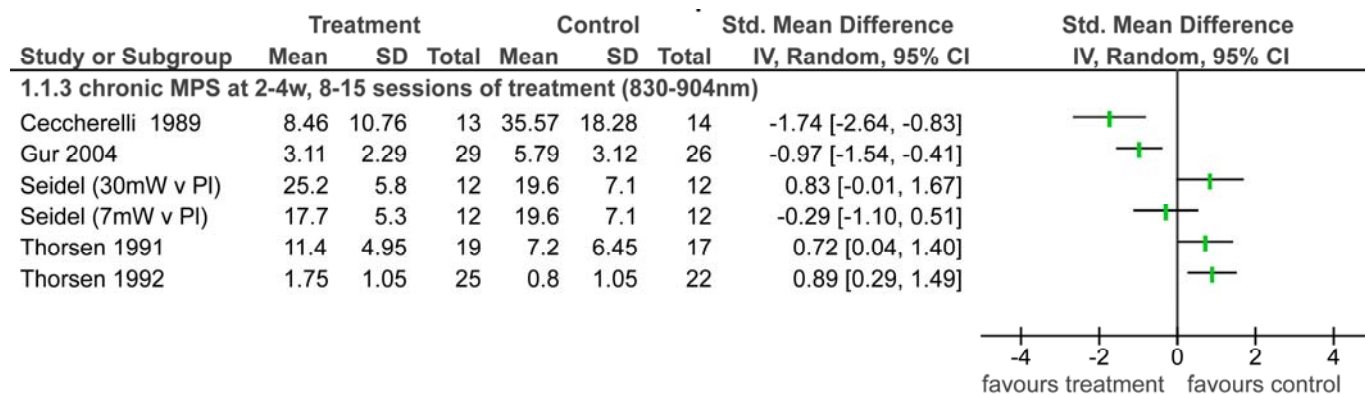 Treatment Control Std. Mean Difference Std. Mean Difference
Study or Subgroup Mean SD Total Mean SD Total IV, Random, 95% CI IV, Random, 95% CI
1.1.3 chronic MPS at 2-4w, 8-15 sessions of treatment (830-904nm)
Ceccherelli 1989 8.46 10.76 13 35.57 18.28 14 -1.74 [-2.64, -0.83]
Gur 2004 3.11 2.29 29 5.79 3.12 26 -0.97 [-1.54, -0.41]
Seidel (30mW v Pl) 25.2 5.8 12 19.6 7.1 12 0.83 [-0.01, 1.67]
Seidel (7mW v Pl) 17.7 5.3 12 19.6 7.1 12 -0.29 [-1.10, 0.51]
Thorsen 1991 11.4 4.95 19 7.2 6.45 17 0.72 [0.04, 1.40]
Thorsen 1992 1.75 1.05 25 0.8 1.05 22 0.89 [0.29, 1.49]
-4 -2 0 2 4
favours treatment favours control